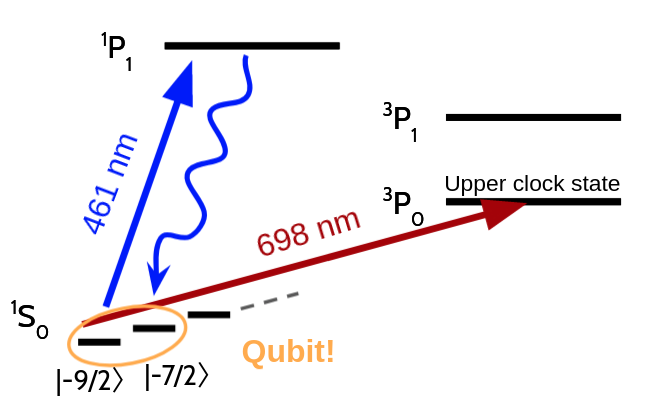 ¹P₁
³P₁
461 nm
Upper clock state
³P₀
698 nm
¹S₀
Qubit!
|-9/2⟩ |-7/2⟩